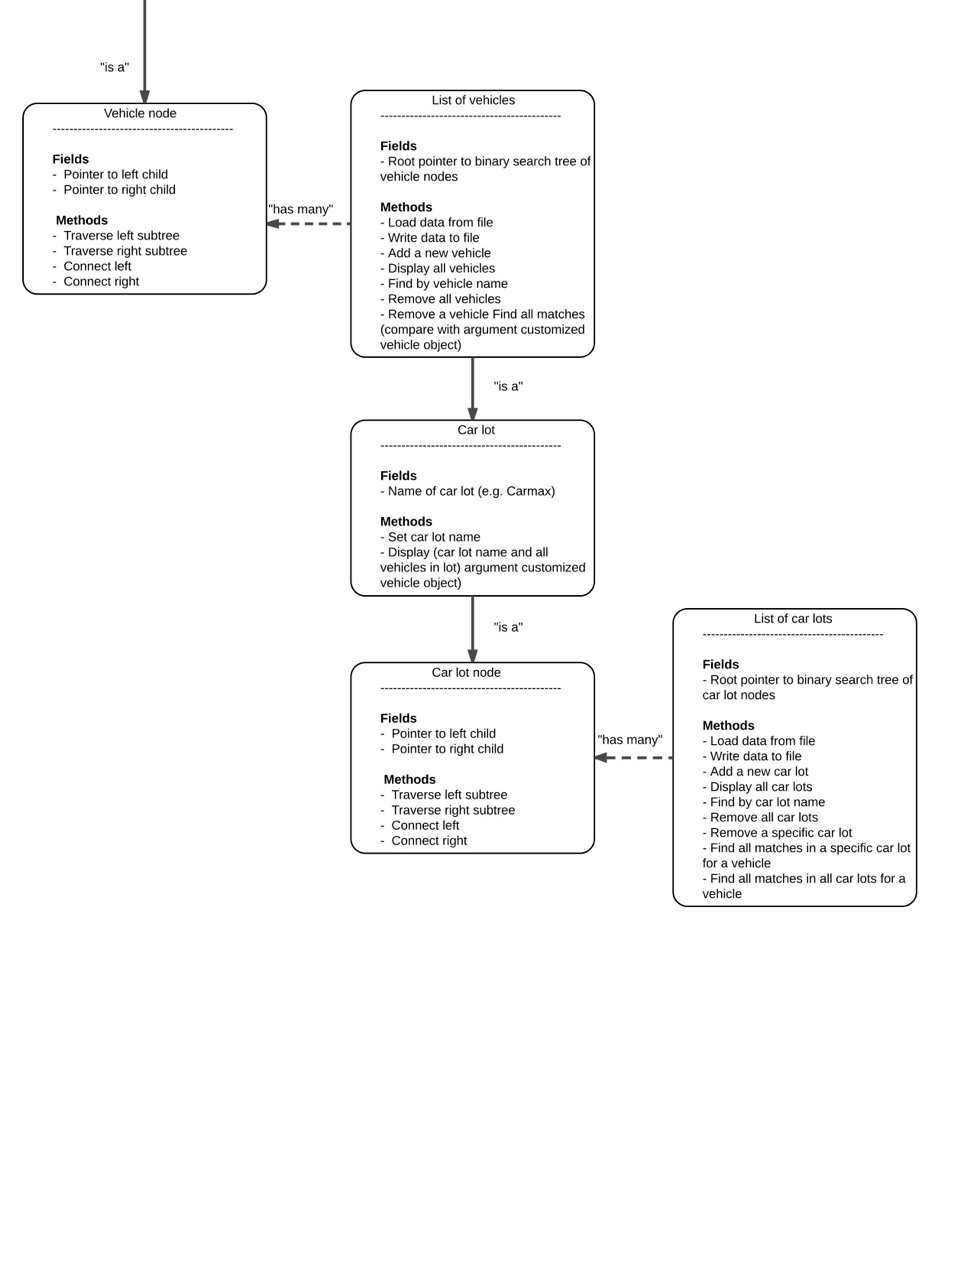 "is a"
Vehicle node
-------------------------------------------
Fields
- Pointer to left child
- Pointer to right child
Methods
- Traverse left subtree
- Traverse right subtree
- Connect left
- Connect right
"has many"
List of vehicles
-------------------------------------------
Fields
- Root pointer to binary search tree of
vehicle nodes
Methods
- Load data from file
- Write data to file
- Add a new vehicle
- Display all vehicles
- Find by vehicle name
- Remove all vehicles
- Remove a vehicle Find all matches
(compare with argument customized
vehicle object)
"is a"
Car lot
-------------------------------------------
Fields
- Name of car lot (e.g. Carmax)
Methods
- Set car lot name
- Display (car lot name and all
vehicles in lot) argument customized
vehicle object)
"is a"
Car lot node
-------------------------------------------
Fields
- Pointer to left child
- Pointer to right child
Methods
- Traverse left subtree
- Traverse right subtree
- Connect left
- Connect right
"has many"
List of car lots
-------------------------------------------
Fields
- Root pointer to binary search tree of
car lot nodes
Methods
- Load data from file
- Write data to file
- Add a new car lot
- Display all car lots
- Find by car lot name
- Remove all car lots
- Remove a specific car lot
- Find all matches in a specific car lot
for a vehicle
- Find all matches in all car lots for a
vehicle